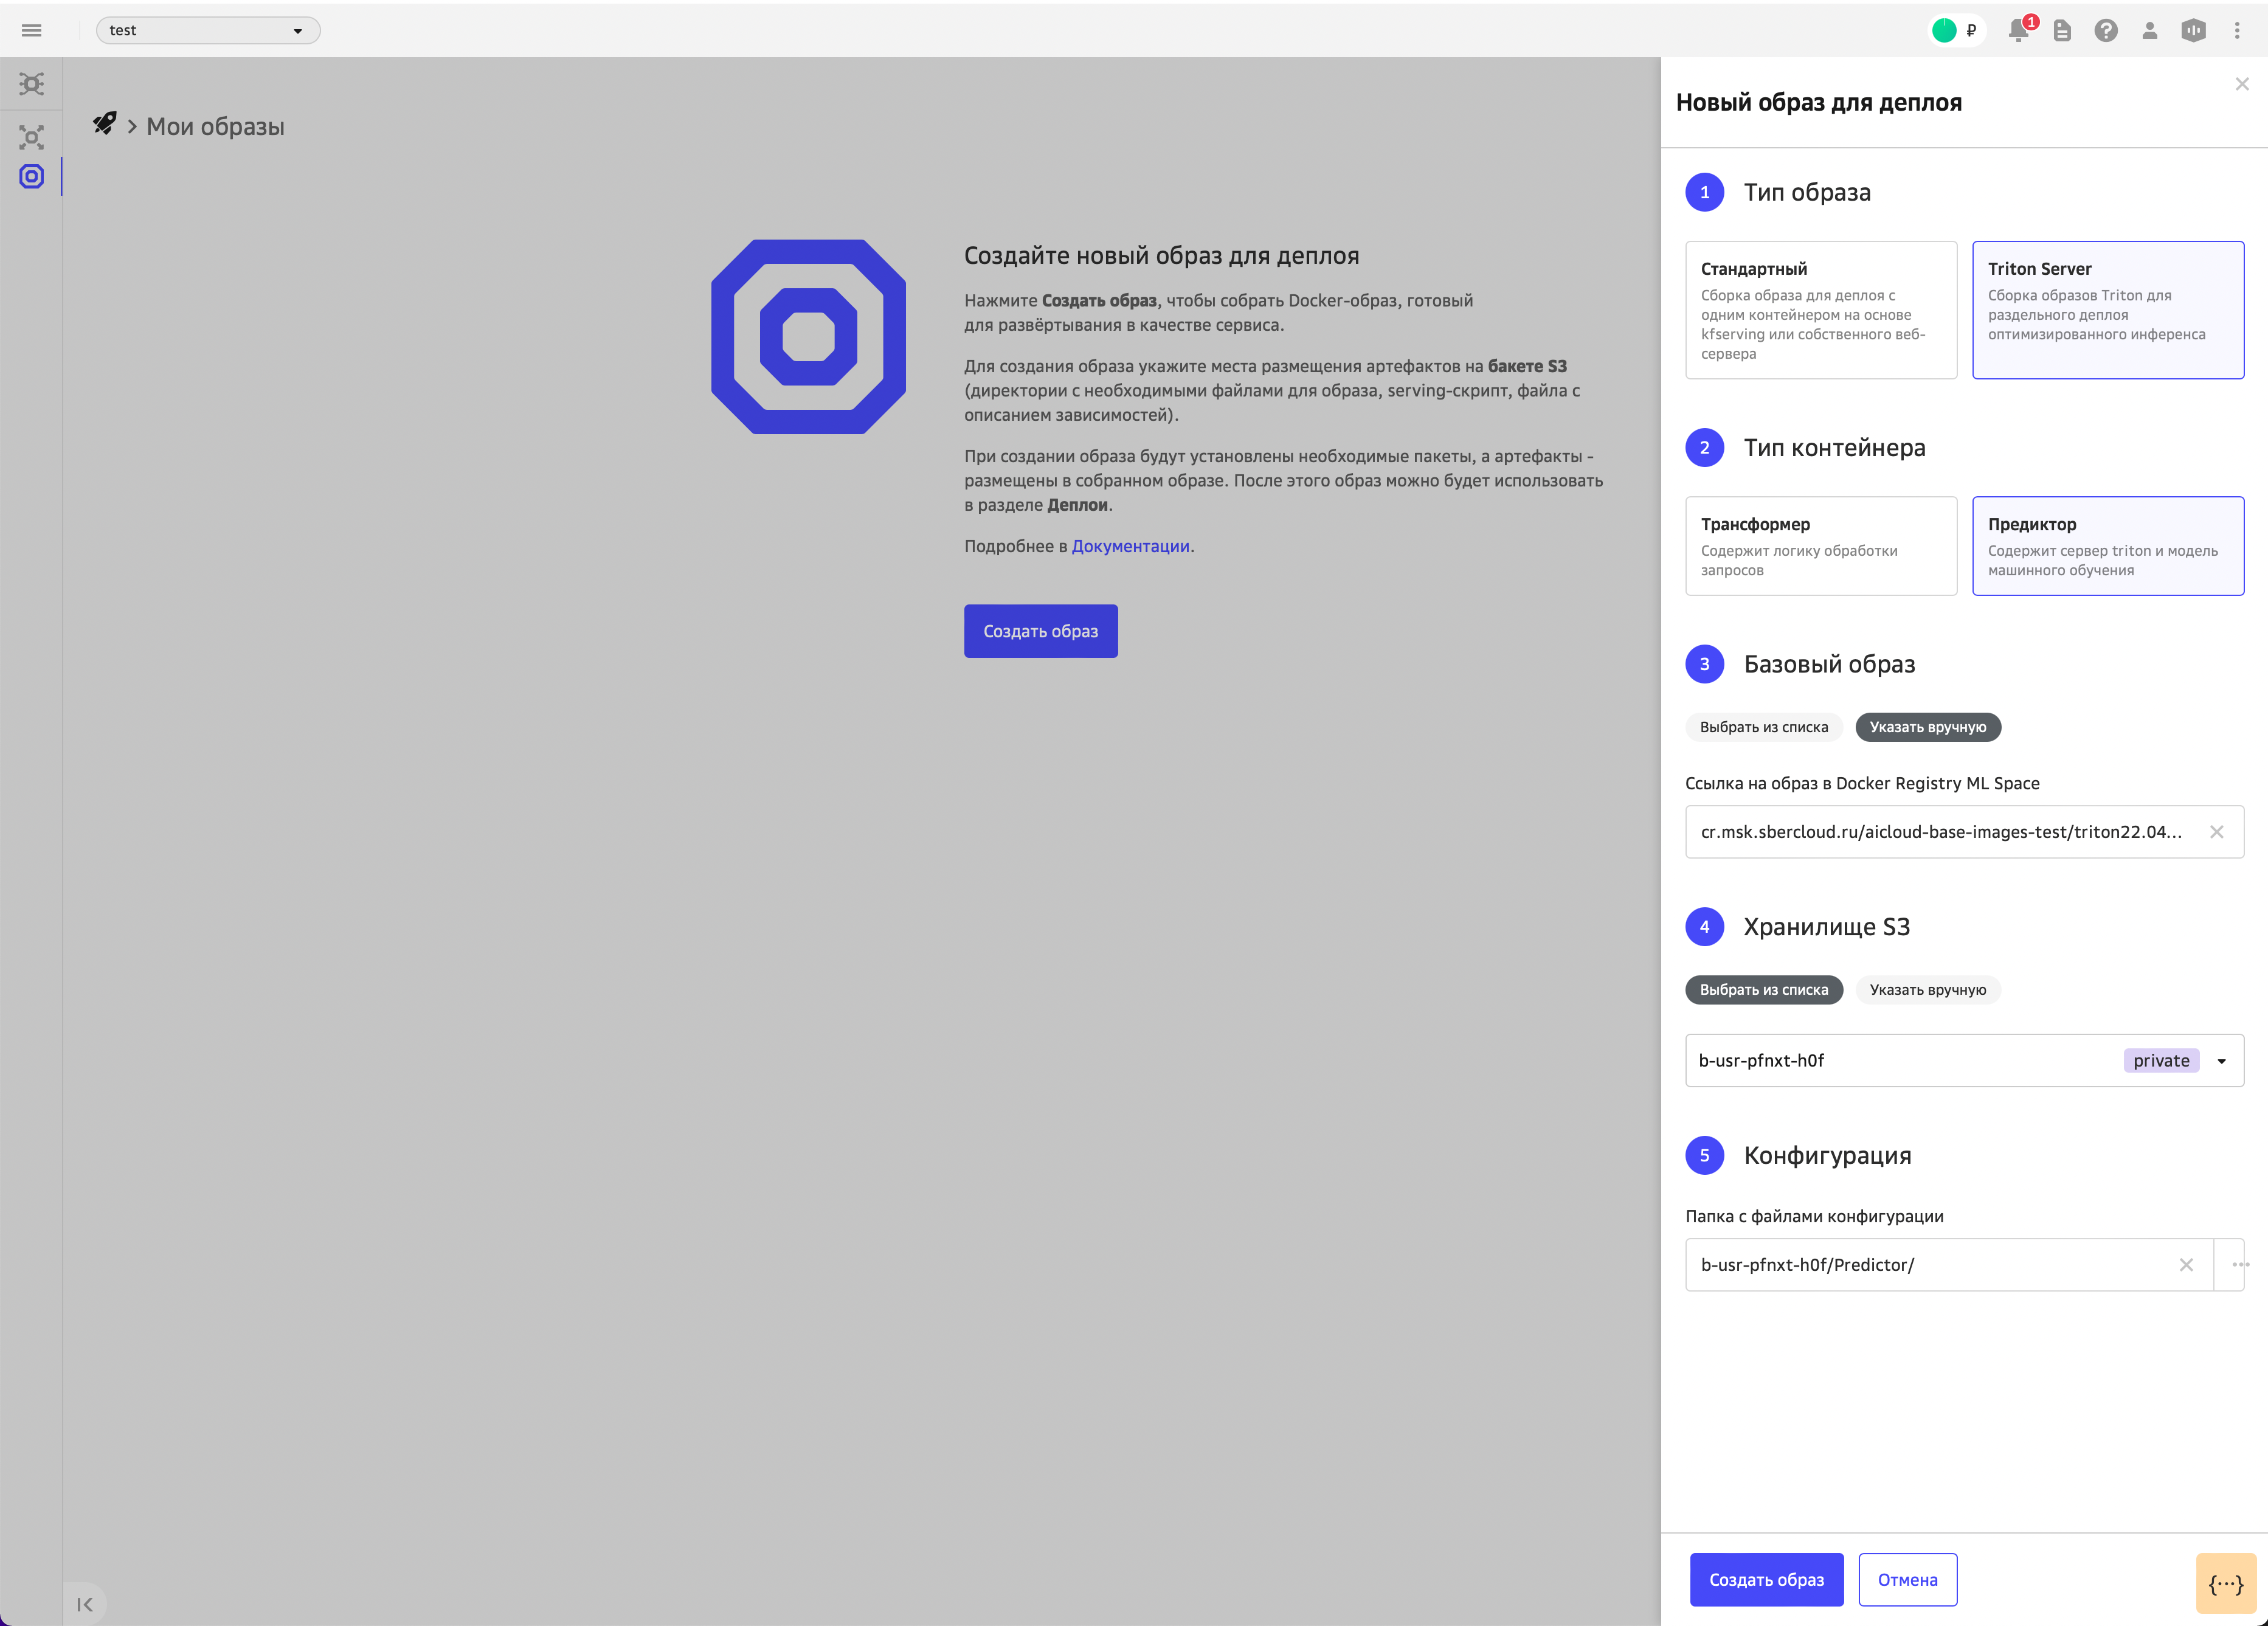 test
₽
1
Мои образы
Создайте новый образ для деплоя
Нажмите Создать образ, чтобы собрать Docker-образ, готовый
для развёртывания в качестве сервиса.
Для создания образа укажите места размещения артефактов на бакете S3
(директории с необходимыми файлами для образа, serving-скрипт, файла с
описанием зависимостей).
При создании образа будут установлены необходимые пакеты, а артефакты -
размещены в собранном образе. После этого образ можно будет использовать
в разделе Деплои.
Подробнее в Документации.
Создать образ
Новый образ для деплоя
1 Тип образа
Стандартный
Сборка образа для деплоя с
одним контейнером на основе
kfserving или собственного веб-
сервера
Triton Server
Сборка образов Triton для
раздельного деплоя
оптимизированного инференса
2 Тип контейнера
Трансформер
Содержит логику обработки
запросов
Предиктор
Содержит сервер triton и модель
машинного обучения
3 Базовый образ
Выбрать из списка Указать вручную
Ссылка на образ в Docker Registry ML Space
cr.msk.sbercloud.ru/aicloud-base-images-test/triton22.04...
4 Хранилище S3
Выбрать из списка Указать вручную
b-usr-pfnxt-h0f private
5 Конфигурация
Папка с файлами конфигурации
b-usr-pfnxt-h0f/Predictor/
Создать образ Отмена
{...}